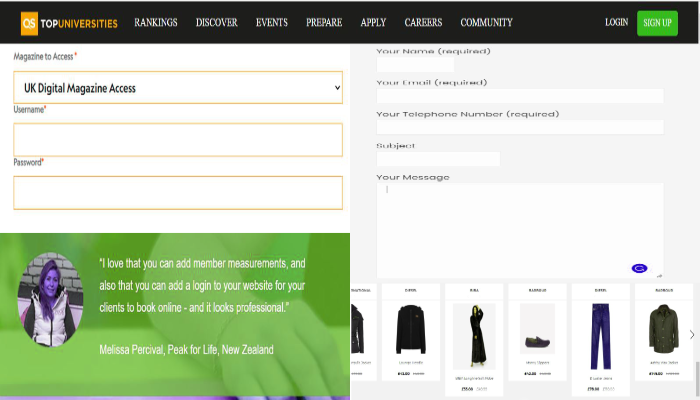 QS TOPUNIVERSITIES
RANKINGS DISCOVER EVENTS PREPARE APPLY CAREERS COMMUNITY
LOGIN SIGN UP
Magazine to Access *
UK Digital Magazine Access
Username*
Password*
"I love that you can add member measurements, and
also that you can add a login to your website for your
clients to book online - and it looks professional."
Melissa Percival, Peak for Life, New Zealand
Your Name (required)
Your Email (required)
Your Telephone Number (required)
Subject
Your Message
BARBOUR